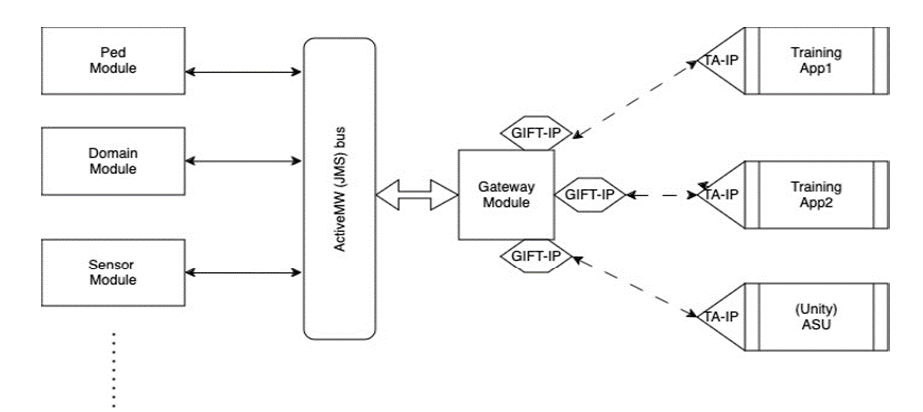 Ped
Module
Domain
Module
Sensor
Module
ActiveMW (JMS) bus
GIFT-IP
Gateway
Module
GIFT-IP
GIFT-IP
TA-IP
Training
App1
TA-IP
Training
App2
TA-IP
(Unity)
ASU